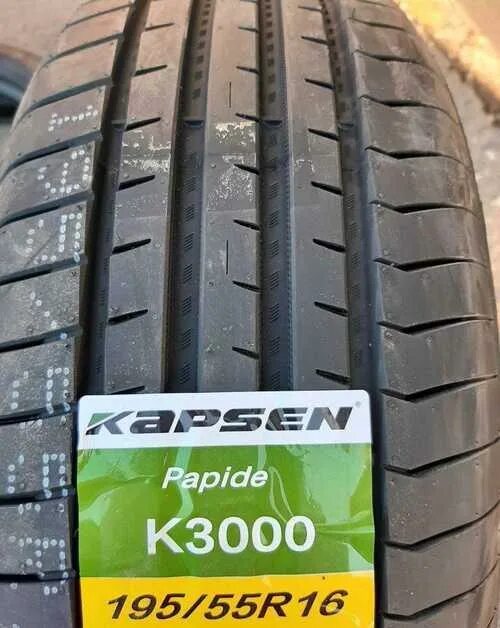 KAPSEN
Papide
K3000
195/55R16